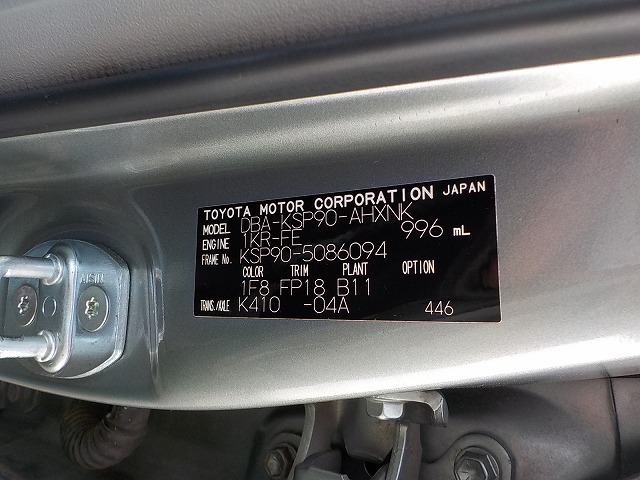 TOYOTA MOTOR CORPORATION JAPAN
MODEL DBA-KSP90-AHXNK
ENGINE 1KR-FE 996 mL
FRAME No. KSP90-5086094
COLOR TRIM PLANT OPTION
1F8 FP18 B11
TRANS./AXLE K410 -04A 446
AISIN